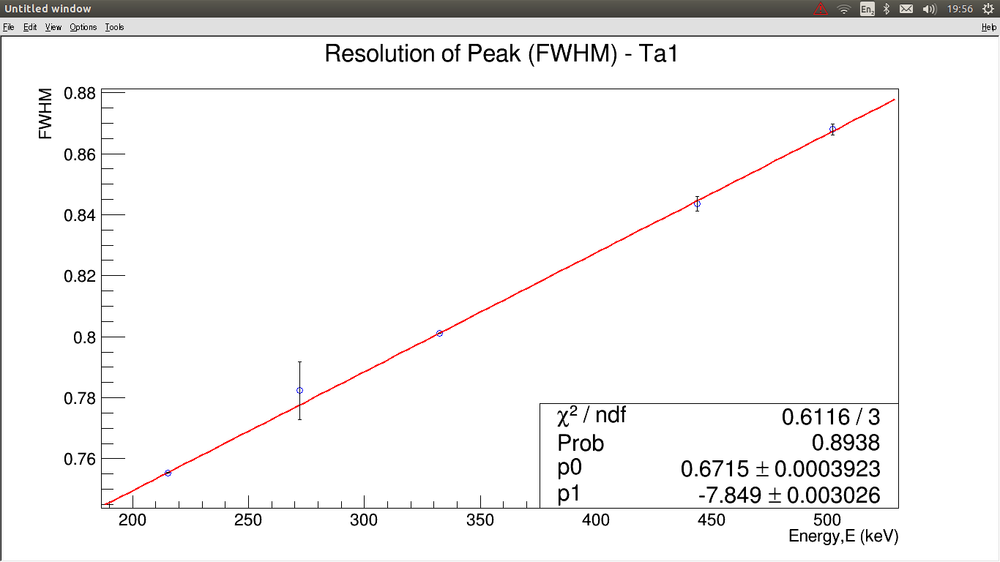 Untitled window
En₂ 19:56
File Edit View Options Tools Help
Resolution of Peak (FWHM) - Ta1
FWHM
0.88
0.86
0.84
0.82
0.8
0.78
0.76
χ² / ndf 0.6116 / 3
Prob 0.8938
p0 0.6715 ± 0.0003923
p1 -7.849 ± 0.003026
200 250 300 350 400 450 500
Energy,E (keV)